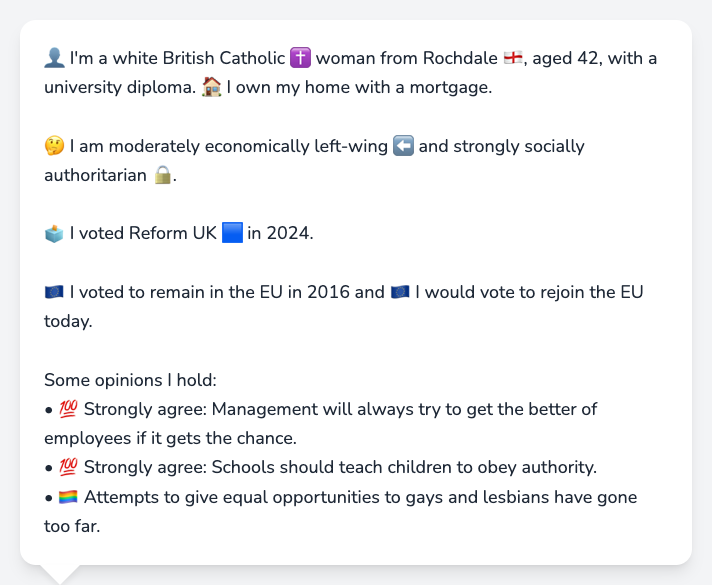 👤 I'm a white British Catholic ✝️ woman from Rochdale 🏴󠁧󠁢󠁥󠁮󠁧󠁿, aged 42, with a
university diploma. 🏠 I own my home with a mortgage.
🤔 I am moderately economically left-wing ⬅️ and strongly socially
authoritarian 🔒.
🗳️ I voted Reform UK 🟦 in 2024.
🇪🇺 I voted to remain in the EU in 2016 and 🇪🇺 I would vote to rejoin the EU
today.
Some opinions I hold:
• 💯 Strongly agree: Management will always try to get the better of
employees if it gets the chance.
• 💯 Strongly agree: Schools should teach children to obey authority.
• 🏳️‍🌈 Attempts to give equal opportunities to gays and lesbians have gone
too far.